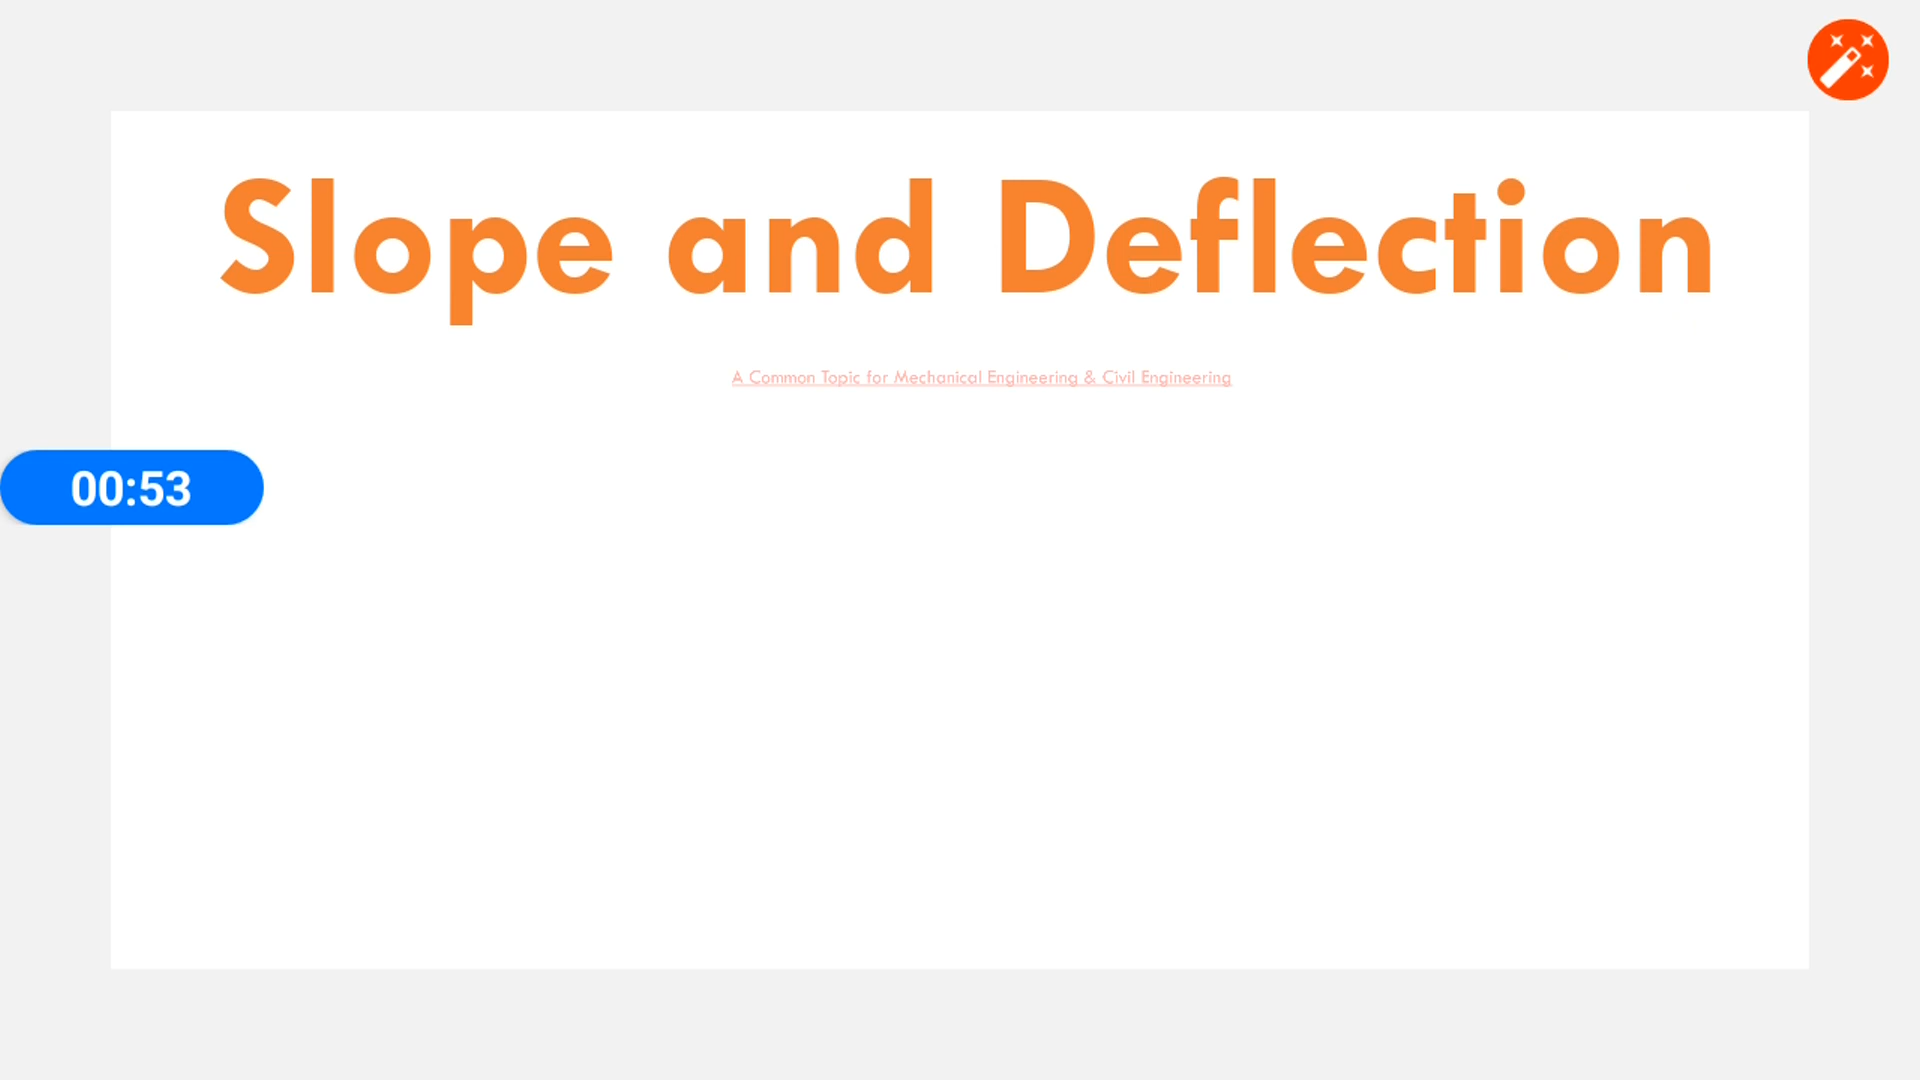 Slope and Deflection
A Common Topic for Mechanical Engineering & Civil Engineering
00:53